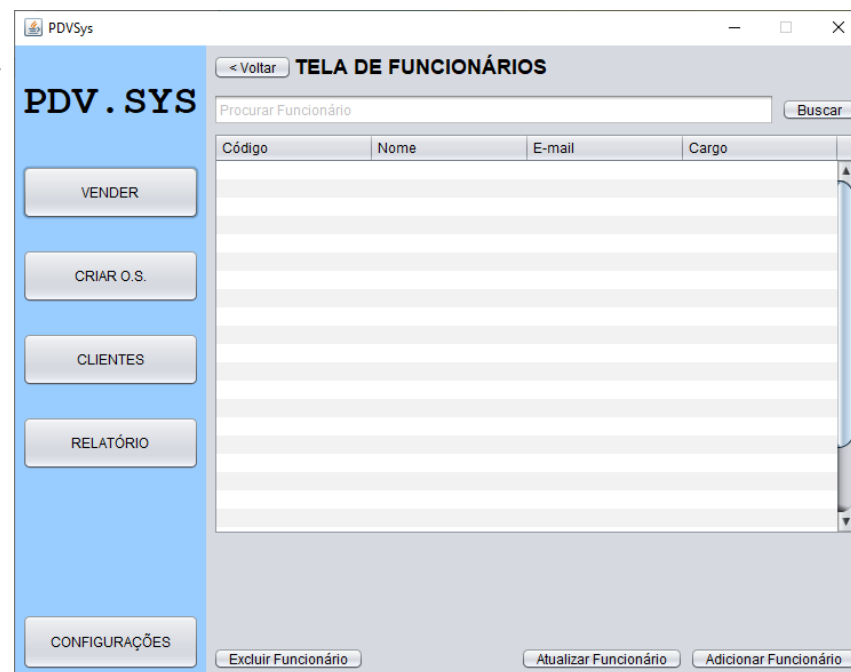 PDVSys
< Voltar TELA DE FUNCIONÁRIOS
PDV.SYS
Procurar Funcionário Buscar
Código Nome E-mail Cargo
VENDER
CRIAR O.S.
CLIENTES
RELATÓRIO
CONFIGURAÇÕES
Excluir Funcionário Atualizar Funcionário Adicionar Funcionário